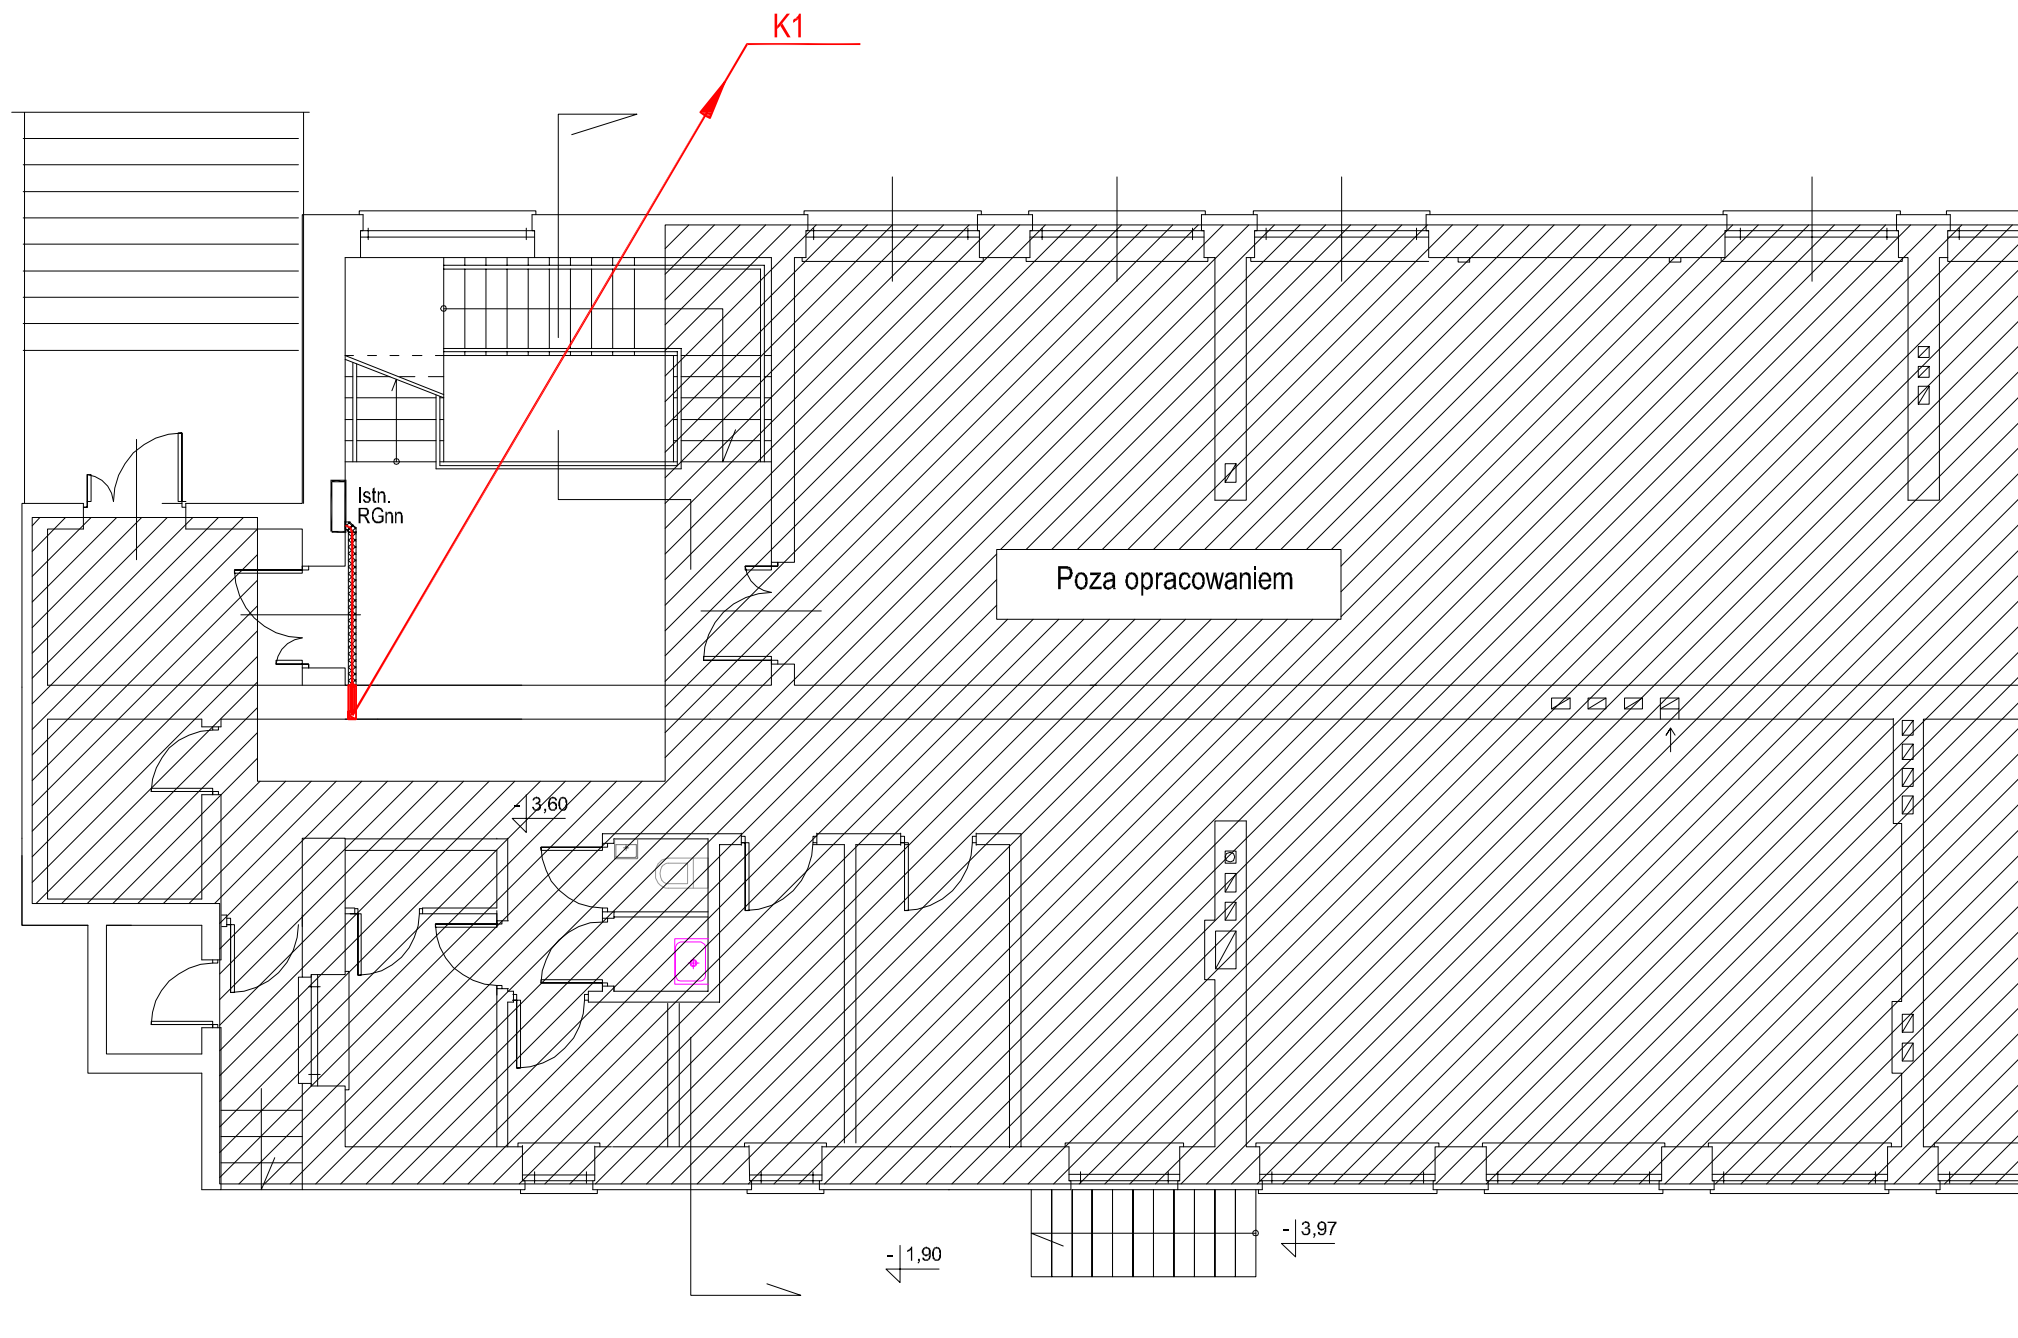 K1
Istn.
RGnn
Poza opracowaniem
- 3,60
- 3,97
- 1,90